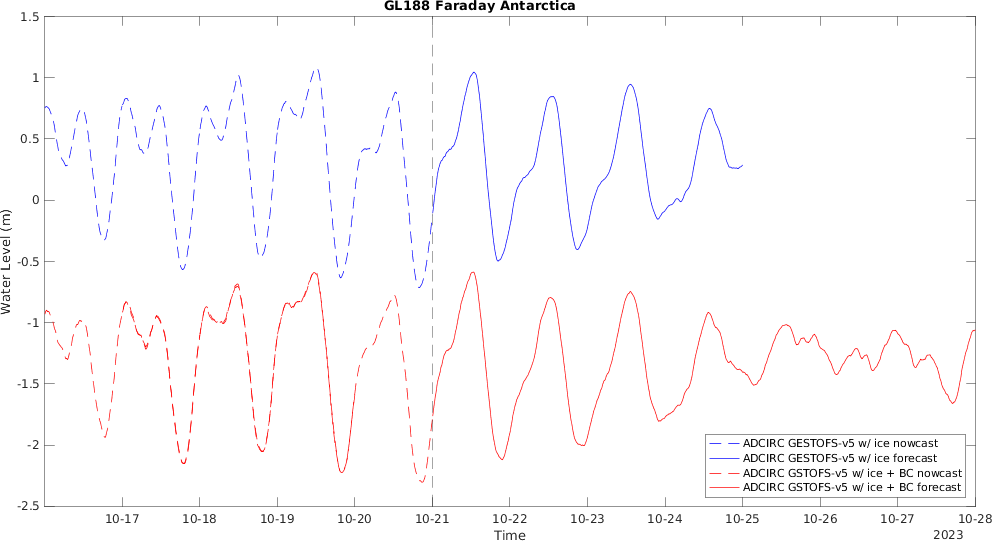 GL188 Faraday Antarctica
1.5
1
0.5
0
-0.5
-1
-1.5
-2
-2.5
Water Level (m)
ADCIRC GESTOFS-v5 w/ ice nowcast
ADCIRC GESTOFS-v5 w/ ice forecast
ADCIRC GSTOFS-v5 w/ ice + BC nowcast
ADCIRC GSTOFS-v5 w/ ice + BC forecast
10-17 10-18 10-19 10-20 10-21 10-22 10-23 10-24 10-25 10-26 10-27 10-28
Time
2023